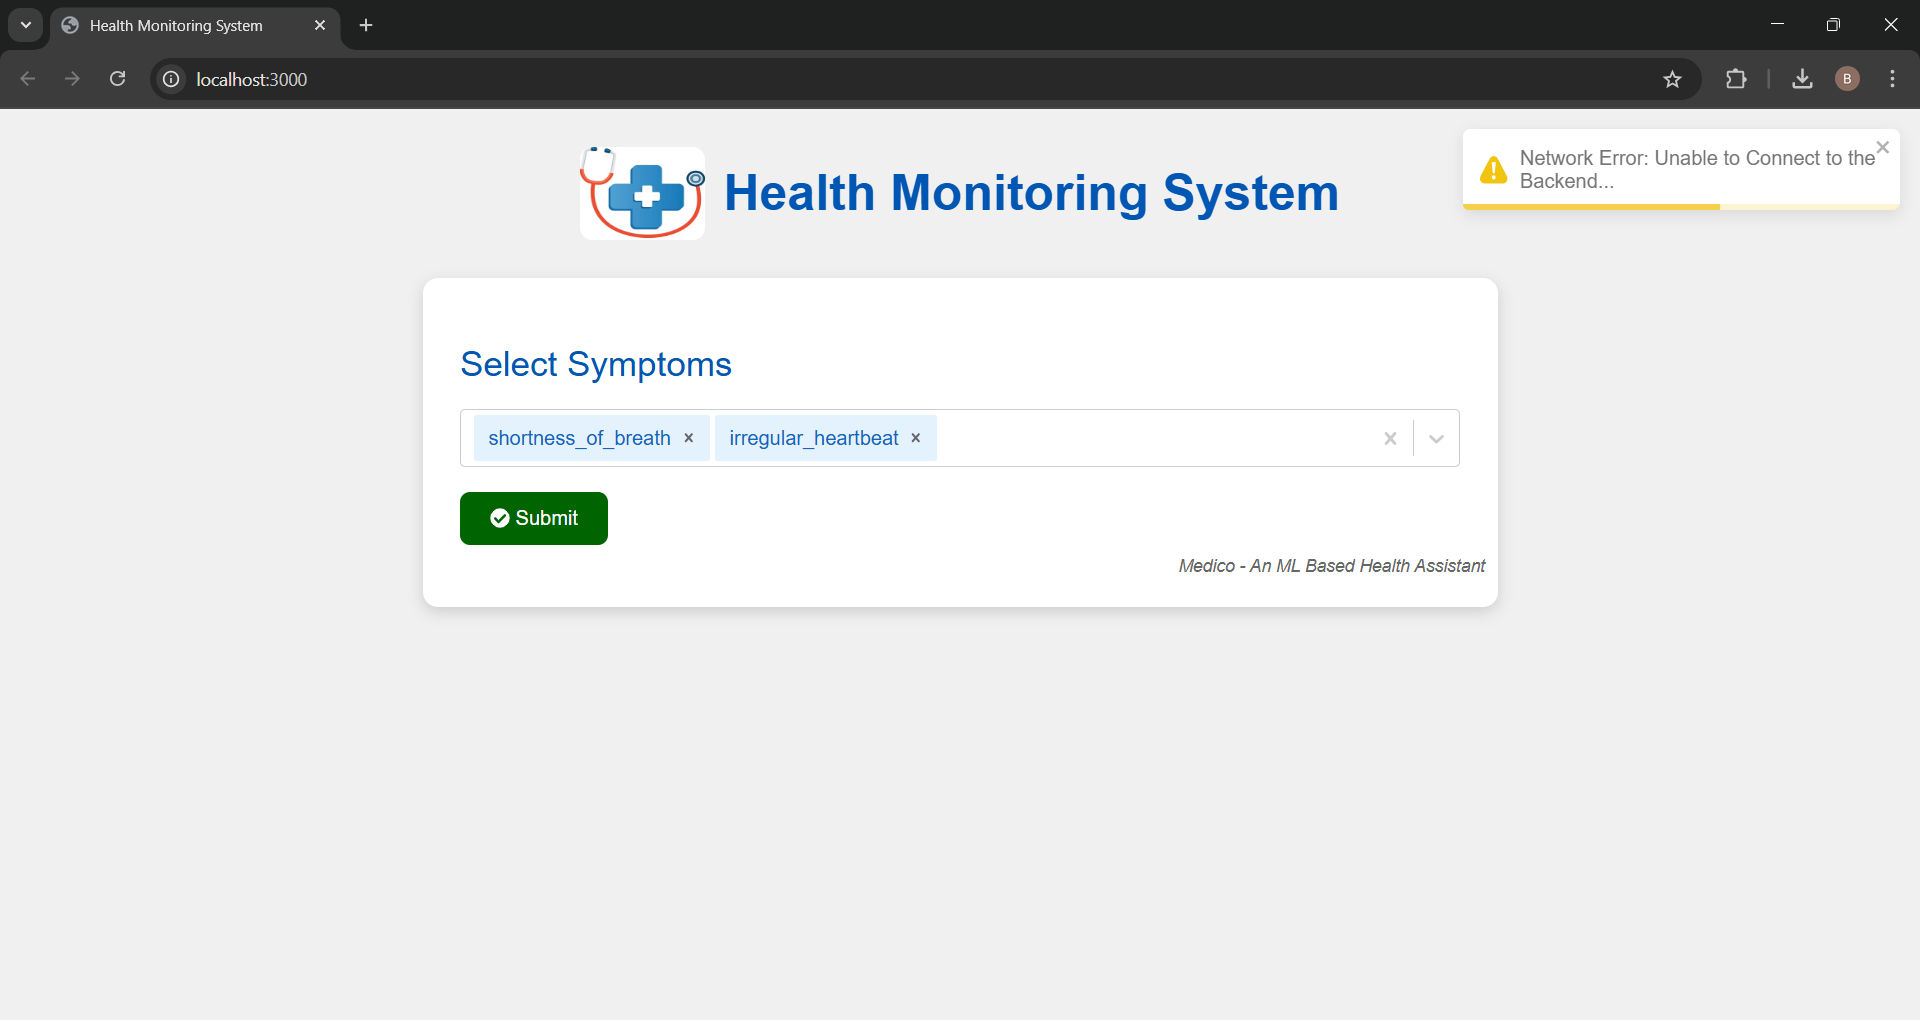 Health Monitoring System
localhost:3000
B
Network Error: Unable to Connect to the
Backend...
Health Monitoring System
Select Symptoms
shortness_of_breath
irregular_heartbeat
Submit
Medico - An ML Based Health Assistant